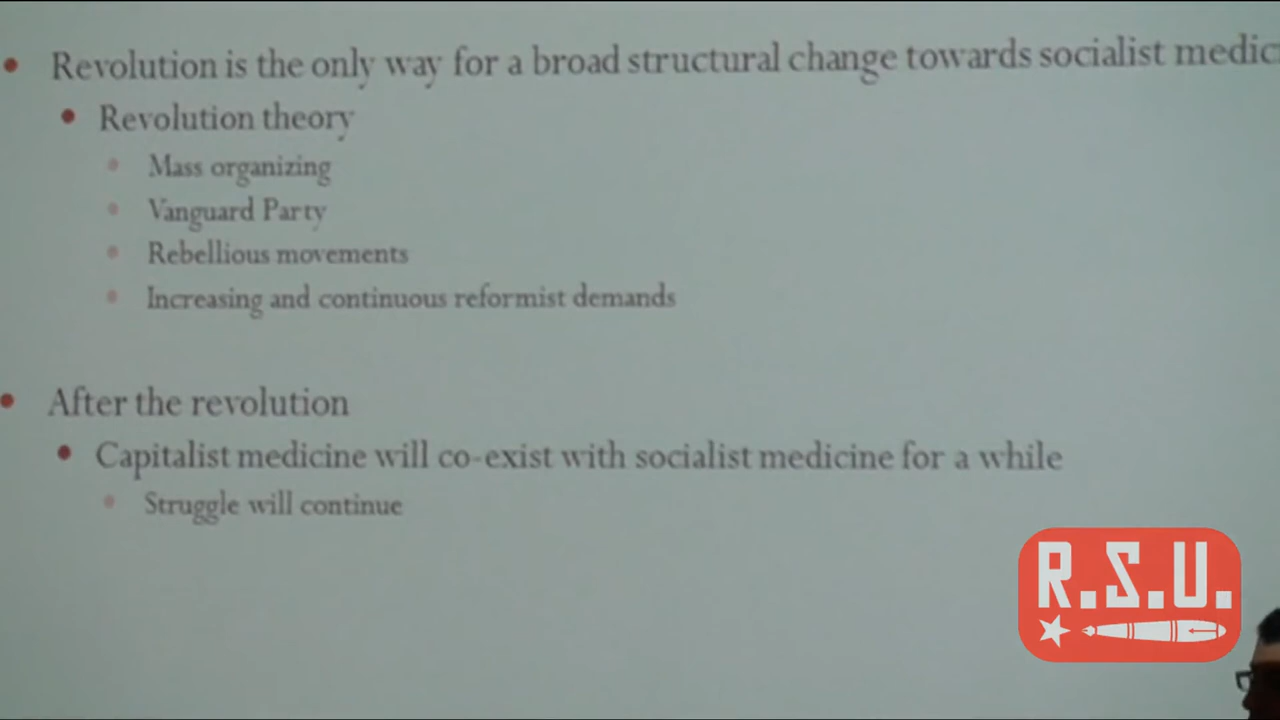 Revolution is the only way for a broad structural change towards socialist
Revolution theory
Mass organizing
Vanguard Party
Rebellious movements
Increasing and continuous reformist demands
After the revolution
Capitalist medicine will co-exist with socialist medicine for a while
Struggle will continue
R.S.U.